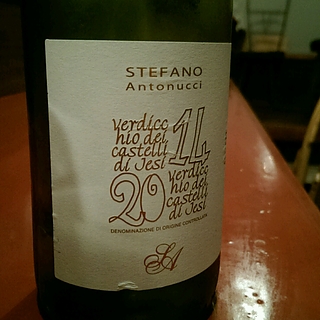 STEFANO
Antonucci
verdicc
hio dei
castelli
di Jesi
14
20
verdicc
hio dei
castelli
di Jesi
DENOMINAZIONE DI ORIGINE CONTROLLATA
SA